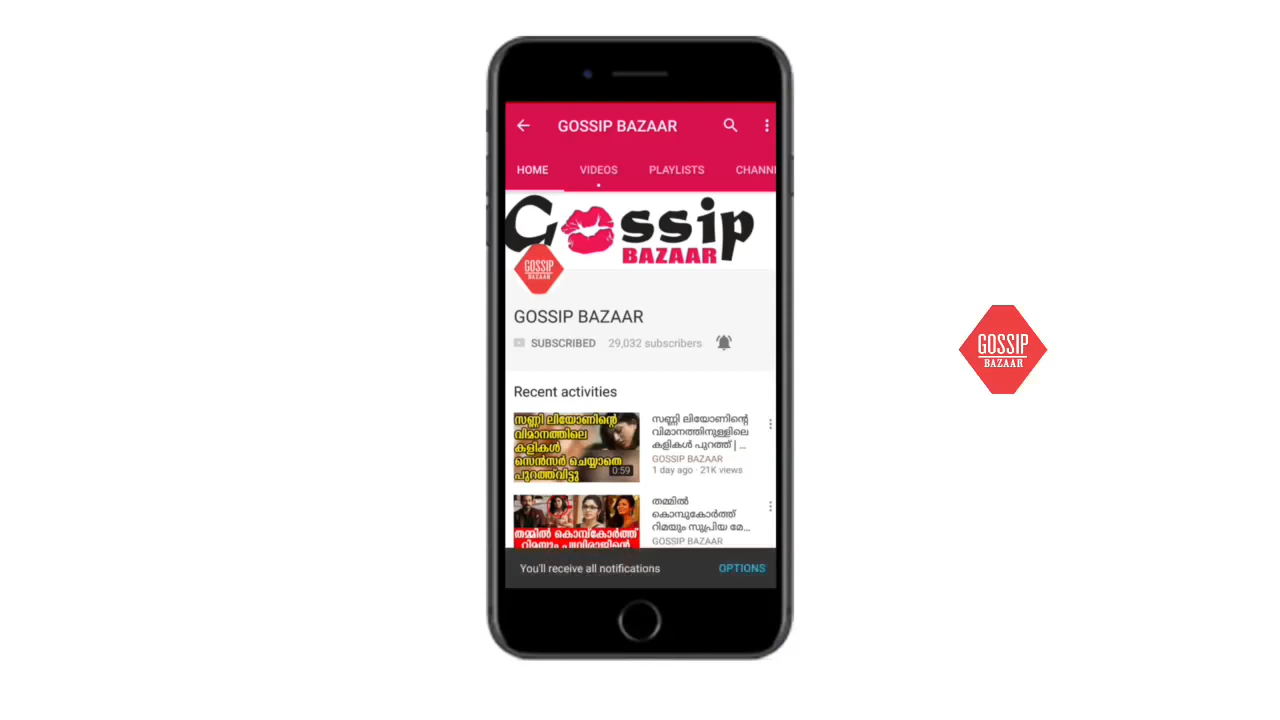 GOSSIP BAZAAR
HOME VIDEOS PLAYLISTS CHANN
Gossip
BAZAAR
GOSSIP
BAZAAR
GOSSIP BAZAAR
SUBSCRIBED 29,032 subscribers
Recent activities
സണ്ണി ലിയോണിന്റെ
വിമാനത്തിലെ
കളികൾ
സെൻസർ ചെയ്യാതെ
പുറത്തുവിട്ടു
0:59
സണ്ണി ലിയോണിന്റെ
വിമാനത്തിനുള്ളിലെ
കളികൾ പുറത്ത് | ...
GOSSIP BAZAAR
1 day ago · 21K views
തമ്മിൽ കൊമ്പ്കോർത്ത്
തമ്മിൽ
കൊമ്പുകോർത്ത്
റിമയും സുപ്രിയ മേ...
GOSSIP BAZAAR
You'll receive all notifications OPTIONS
GOSSIP
BAZAAR